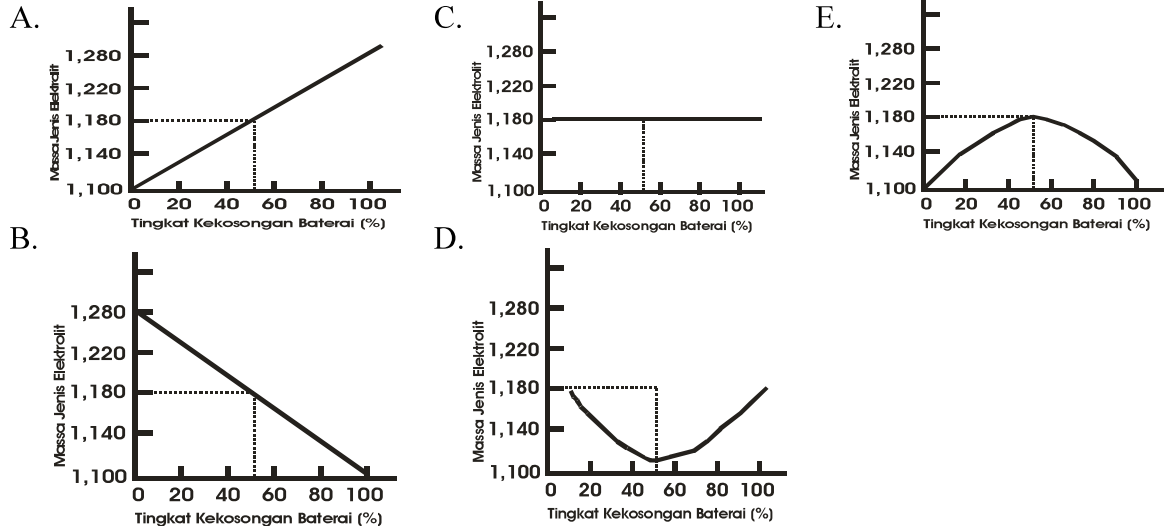 A.
Massa Jenis Elektrolit
1,280
1,220
1,180
1,140
1,100
0 20 40 60 80 100
Tingkat Kekosongan Baterai (%)
B.
Massa Jenis Elektrolit
1,280
1,220
1,180
1,140
1,100
0 20 40 60 80 100
Tingkat Kekosongan Baterai (%)
C.
Massa Jenis Elektrolit
1,280
1,220
1,180
1,140
1,100
0 20 40 60 80 100
Tingkat Kekosongan Baterai (%)
D.
Massa Jenis Elektrolit
1,280
1,220
1,180
1,140
1,100
0 20 40 60 80 100
Tingkat Kekosongan Baterai (%)
E.
Massa Jenis Elektrolit
1,280
1,220
1,180
1,140
1,100
0 20 40 60 80 100
Tingkat Kekosongan Baterai (%)